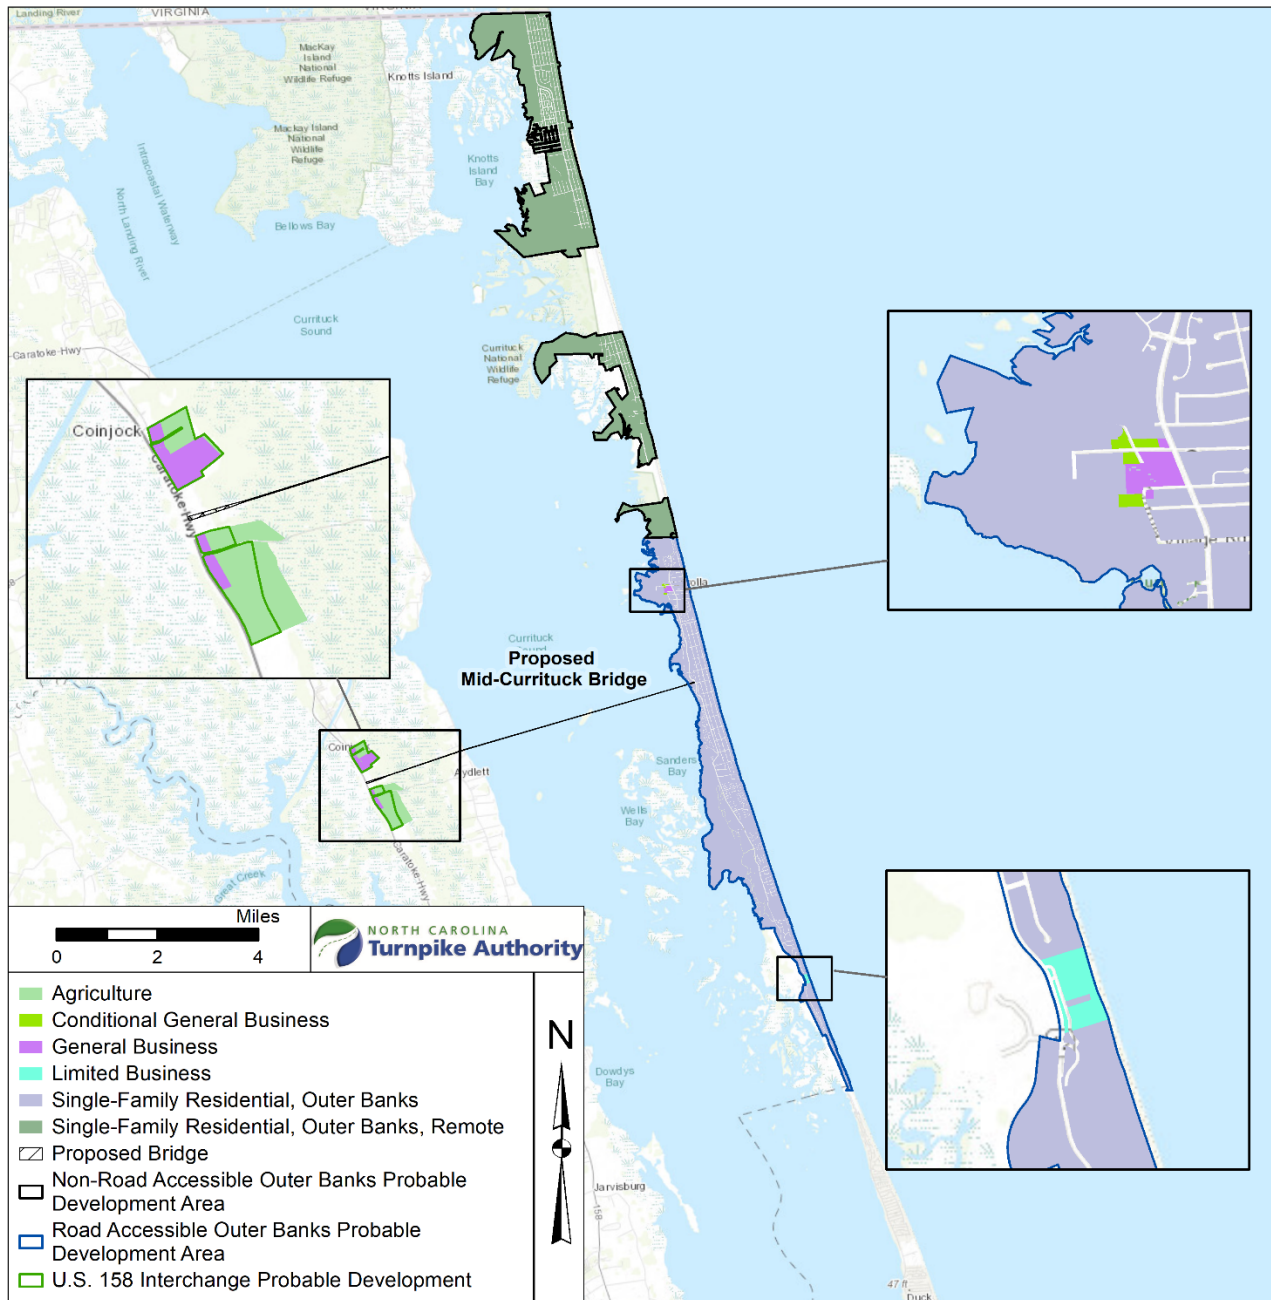 Landing River
VIRGINIA
VIRGINIA
MacKay
Island
National
Wildlife Refuge
Knotts Island
Mackay Island
National
Wildlife
Refuge
Knotts
Island
Bay
Intracoastal Waterway
North Landing River
Bellows Bay
Currituck
Sound
Caratoke-Hwy
Currituck
National
Wildlife
Refuge
Coinjock
Caratoke-Hwy
olla
Currituck
Proposed
Mid-Currituck Bridge
Coin
Aydlett
Sanders
Bay
Wells
Bay
Caratoke-Hwy
Great Creek
Dowdys
Bay
Jarvisburg
158
47 ft
Duck
Miles
0 2 4
NORTH CAROLINA
Turnpike Authority
N
Agriculture
Conditional General Business
General Business
Limited Business
Single-Family Residential, Outer Banks
Single-Family Residential, Outer Banks, Remote
Proposed Bridge
Non-Road Accessible Outer Banks Probable
Development Area
Road Accessible Outer Banks Probable
Development Area
U.S. 158 Interchange Probable Development